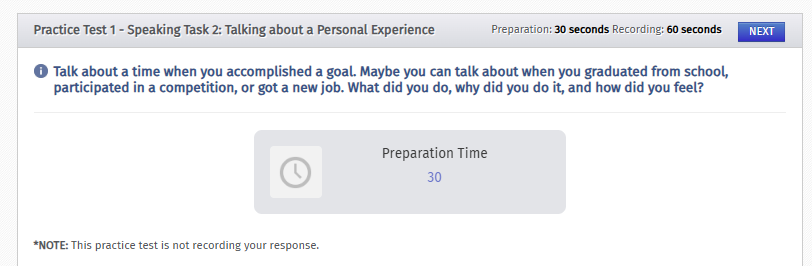 Practice Test 1 - Speaking Task 2: Talking about a Personal Experience
Preparation: 30 seconds Recording: 60 seconds
NEXT
Talk about a time when you accomplished a goal. Maybe you can talk about when you graduated from school,
participated in a competition, or got a new job. What did you do, why did you do it, and how did you feel?
Preparation Time
30
*NOTE: This practice test is not recording your response.